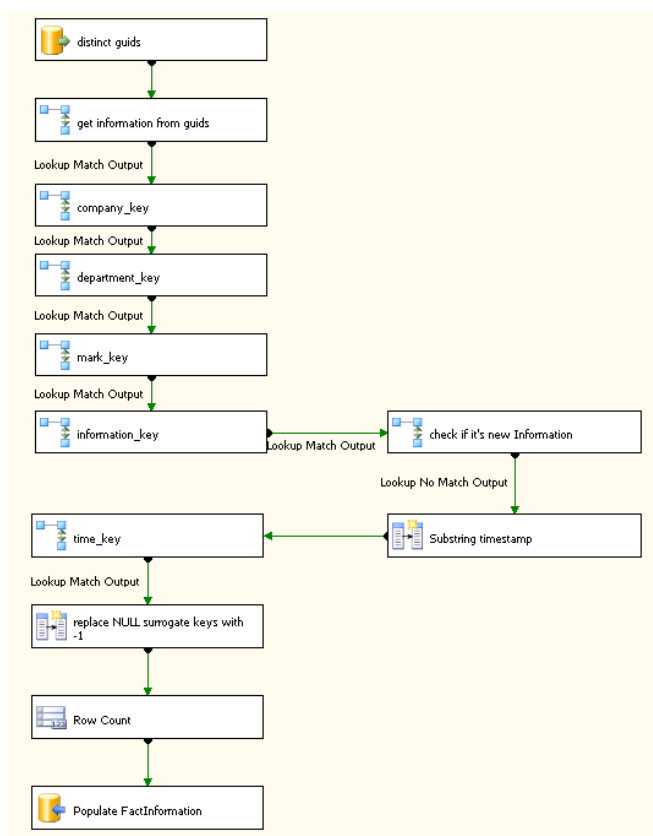 distinct guids
get information from guids
Lookup Match Output
company_key
Lookup Match Output
department_key
Lookup Match Output
mark_key
Lookup Match Output
information_key
Lookup Match Output
check if it's new Information
Lookup No Match Output
Substring timestamp
time_key
Lookup Match Output
replace NULL surrogate keys with
-1
Row Count
Populate FactInformation